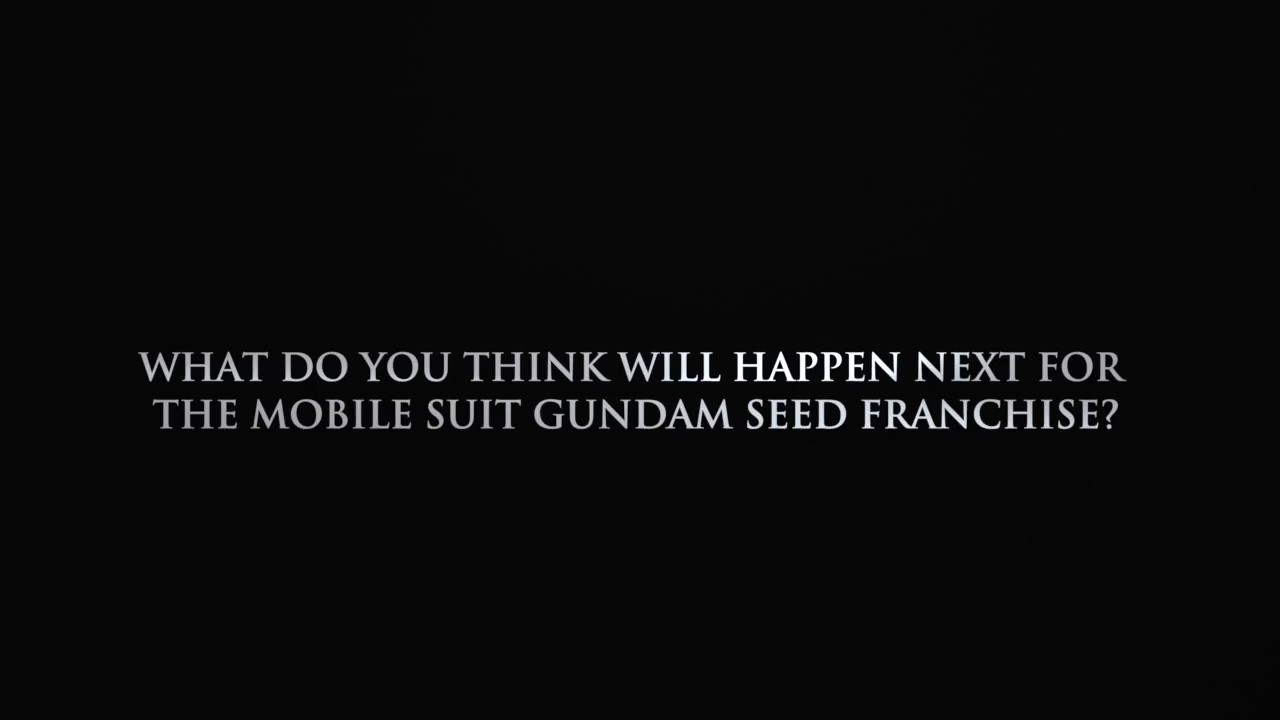 WHAT DO YOU THINK WILL HAPPEN NEXT FOR
THE MOBILE SUIT GUNDAM SEED FRANCHISE?